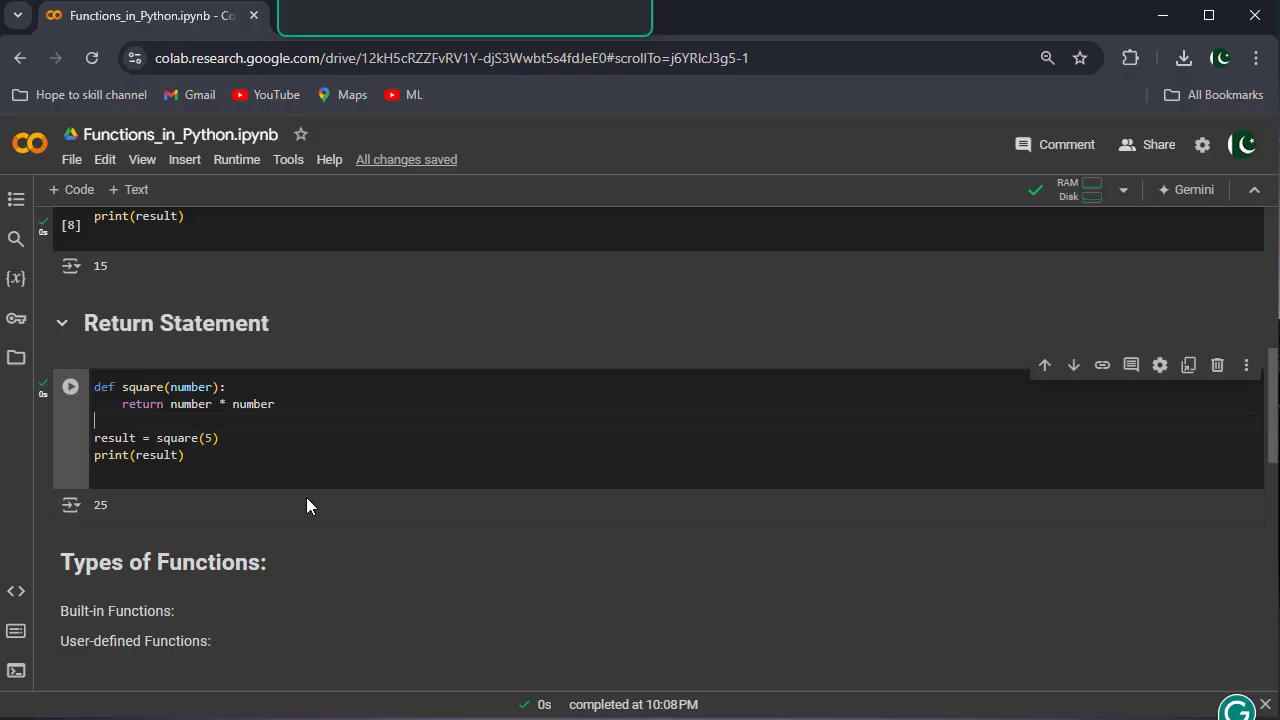 Functions_in_Python.ipynb - Co
colab.research.google.com/drive/12kH5cRZZFvRV1Y-djS3Wwbt5s4fdJeE0#scrollTo=j6YRIcJ3g5-1
Hope to skill channel
Gmail
YouTube
Maps
ML
All Bookmarks
Functions_in_Python.ipynb
Comment
Share
File Edit View Insert Runtime Tools Help All changes saved
+ Code + Text
RAM
Disk
Gemini
print(result)
[8]
0s
15
Return Statement
0s
def square(number):
return number * number
result = square(5)
print(result)
25
Types of Functions:
Built-in Functions:
User-defined Functions:
0s completed at 10:08 PM